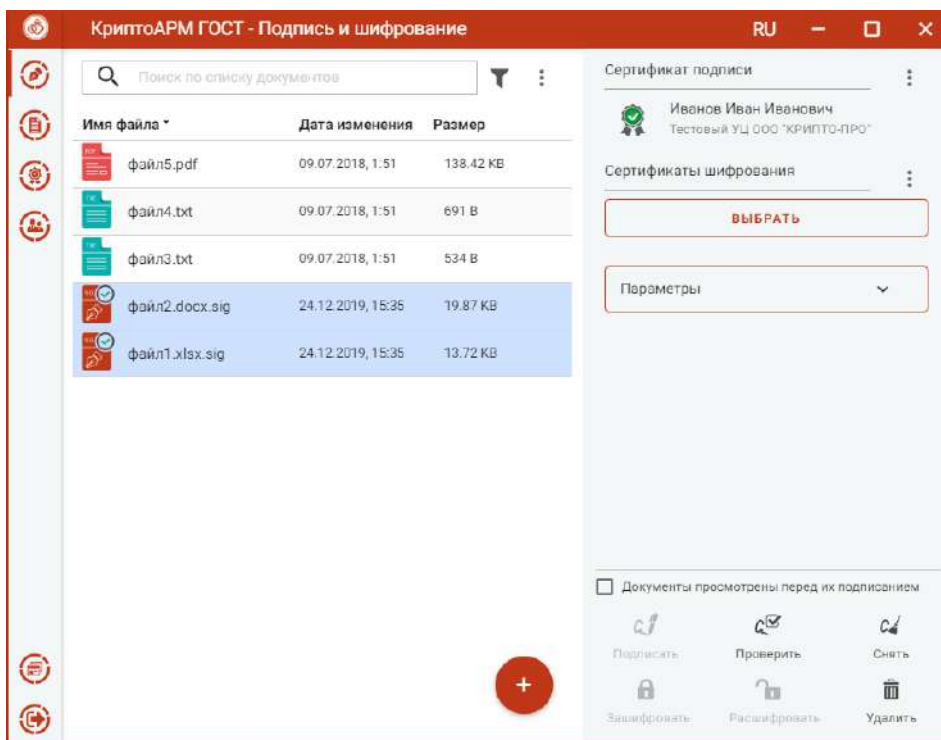 КриптоАРМ ГОСТ - Подпись и шифрование RU
Поиск по списку документов
Имя файла Дата изменения Размер
файл5.pdf 09.07.2018, 1:51 138.42 KB
файл4.txt 09.07.2018, 1:51 691 B
файл3.txt 09.07.2018, 1:51 534 B
файл2.docx.sig 24.12.2019, 15:35 19.87 KB
файл1.xlsx.sig 24.12.2019, 15:35 13.72 KB
Сертификат подписи
Иванов Иван Иванович
Тестовый УЦ ООО "КРИПТО-ПРО"
Сертификаты шифрования
ВЫБРАТЬ
Параметры
Документы просмотрены перед их подписанием
Подписать Проверить Снять
Зашифровать Расшифровать Удалить